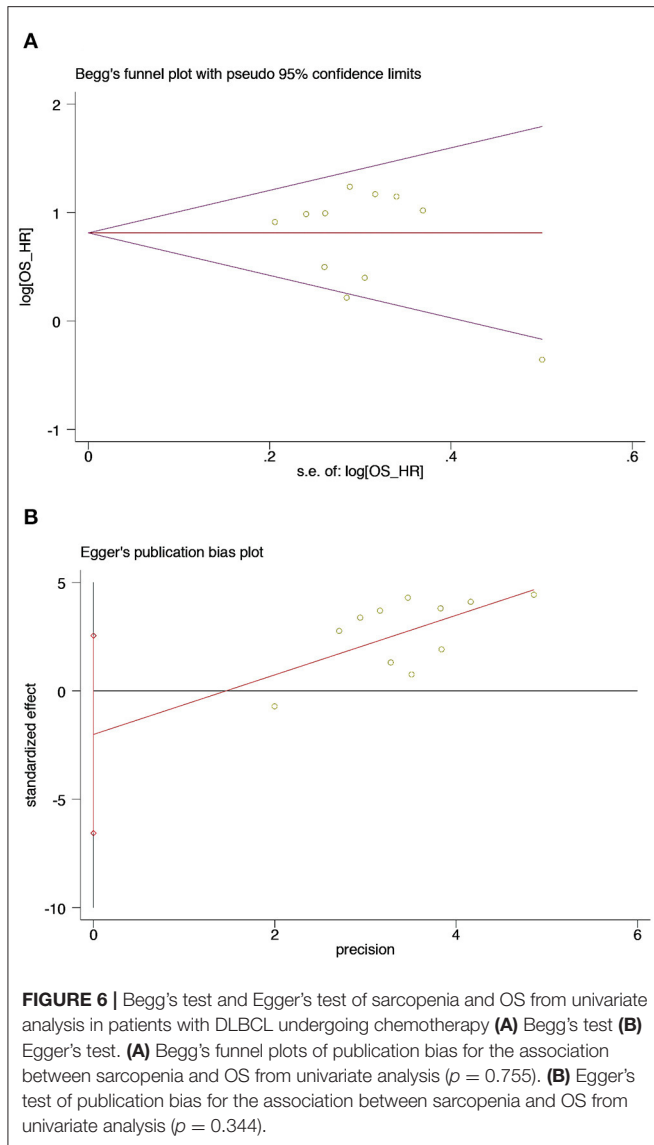 A
Begg's funnel plot with pseudo 95% confidence limits
2
1
0
-1
log[OS_HR]
0
.2
.4
.6
s.e. of: log[OS_HR]
B
Egger's publication bias plot
5
0
-5
-10
standardized effect
0
2
4
6
precision
FIGURE 6 | Begg's test and Egger's test of sarcopenia and OS from univariate
analysis in patients with DLBCL undergoing chemotherapy (A) Begg's test (B)
Egger's test. (A) Begg's funnel plots of publication bias for the association
between sarcopenia and OS from univariate analysis (p = 0.755). (B) Egger's
test of publication bias for the association between sarcopenia and OS from
univariate analysis (p = 0.344).